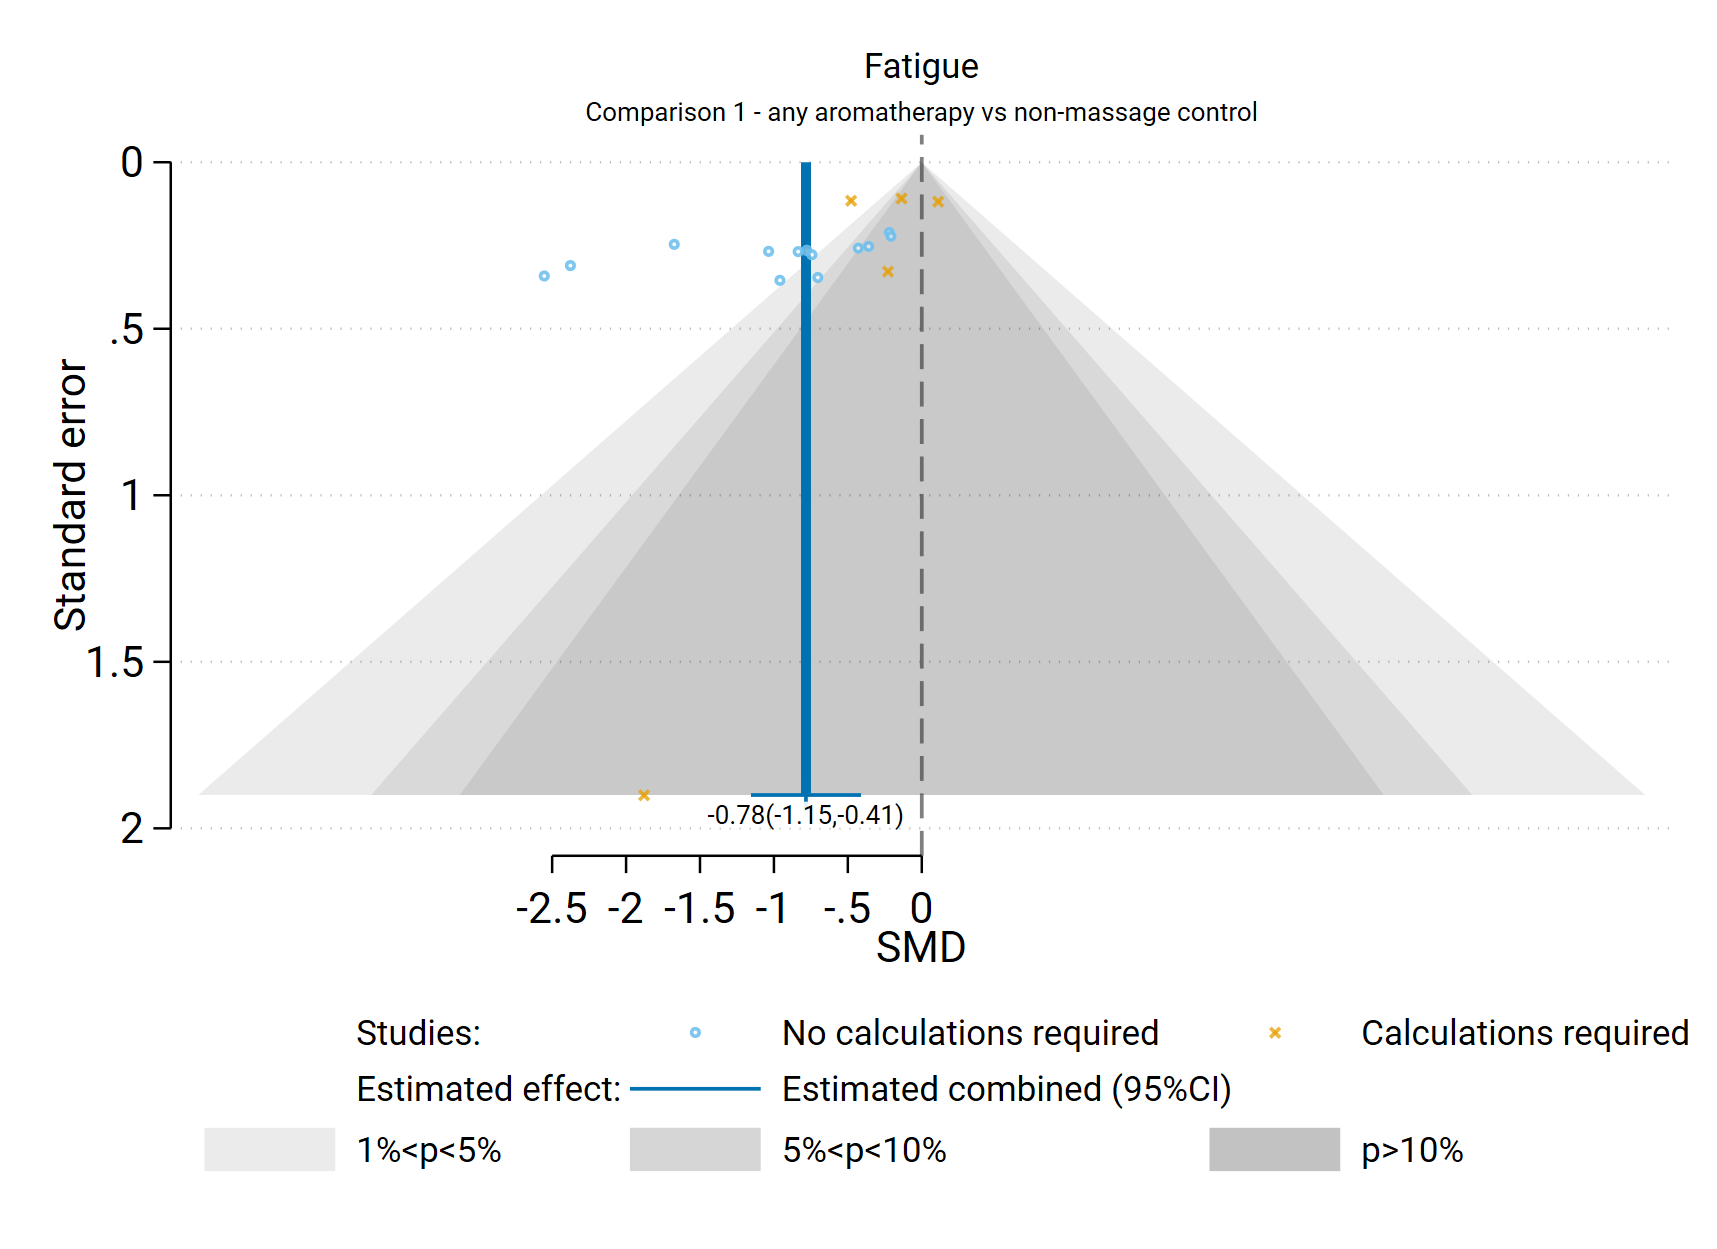 Fatigue
Comparison 1 - any aromatherapy vs non-massage control
0
.5
1
1.5
2
Standard error
-0.78(-1.15,-0.41)
-2.5 -2 -1.5 -1 -.5 0
SMD
Studies: No calculations required Calculations required
Estimated effect: Estimated combined (95%CI)
1%<p<5% 5%<p<10% p>10%